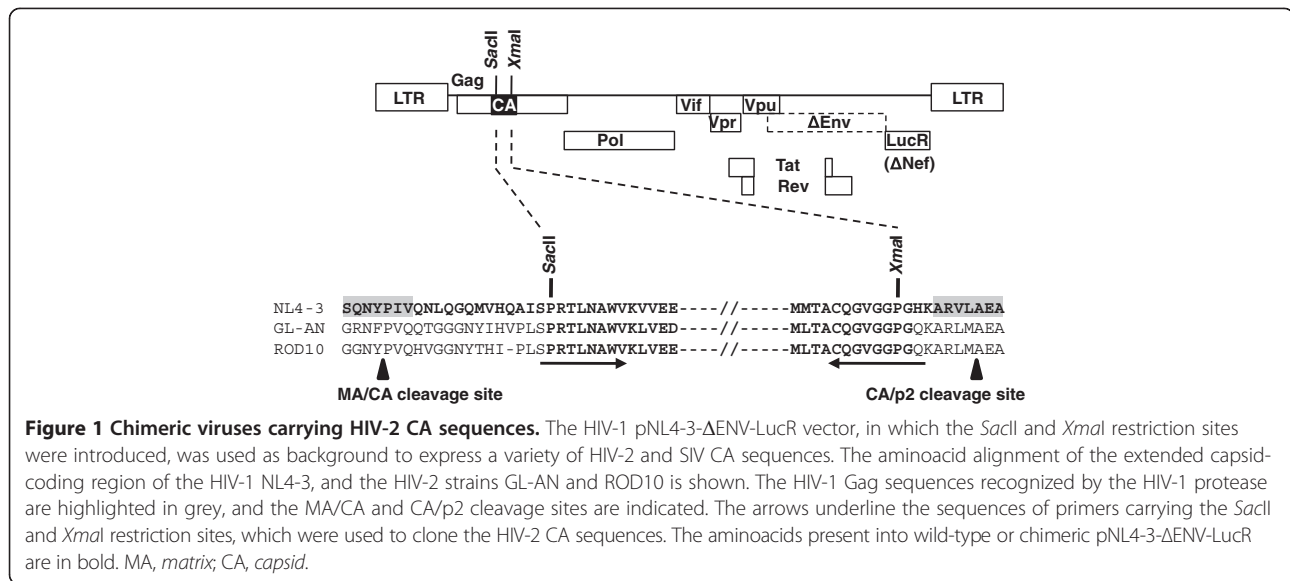 SacII XmaI
Gag
LTR CA Vif Vpu LTR
Vpr ΔEnv
Pol LucR
(ΔNef)
Tat
Rev
SacII XmaI
NL4-3 SQNYPIVQNLQGQMVHQAISPRTLNAWVKVVEE----//-----MMTACQGVGGPGHKARVLAEA
GL-AN GRNFPVQQTGGGNYIHVPLSPRTLNAWVKLVED----//-----MLTACQGVGGPGQKARLMAEA
ROD10 GGNYPVQHVGGNYTHI-PLSPRTLNAWVKLVEE----//-----MLTACQGVGGPGQKARLMAEA
MA/CA cleavage site CA/p2 cleavage site
Figure 1 Chimeric viruses carrying HIV-2 CA sequences. The HIV-1 pNL4-3-ΔENV-LucR vector, in which the SacII and XmaI restriction sites
were introduced, was used as background to express a variety of HIV-2 and SIV CA sequences. The aminoacid alignment of the extended capsid-
coding region of the HIV-1 NL4-3, and the HIV-2 strains GL-AN and ROD10 is shown. The HIV-1 Gag sequences recognized by the HIV-1 protease
are highlighted in grey, and the MA/CA and CA/p2 cleavage sites are indicated. The arrows underline the sequences of primers carrying the SacII
and XmaI restriction sites, which were used to clone the HIV-2 CA sequences. The aminoacids present into wild-type or chimeric pNL4-3-ΔENV-LucR
are in bold. MA, matrix; CA, capsid.